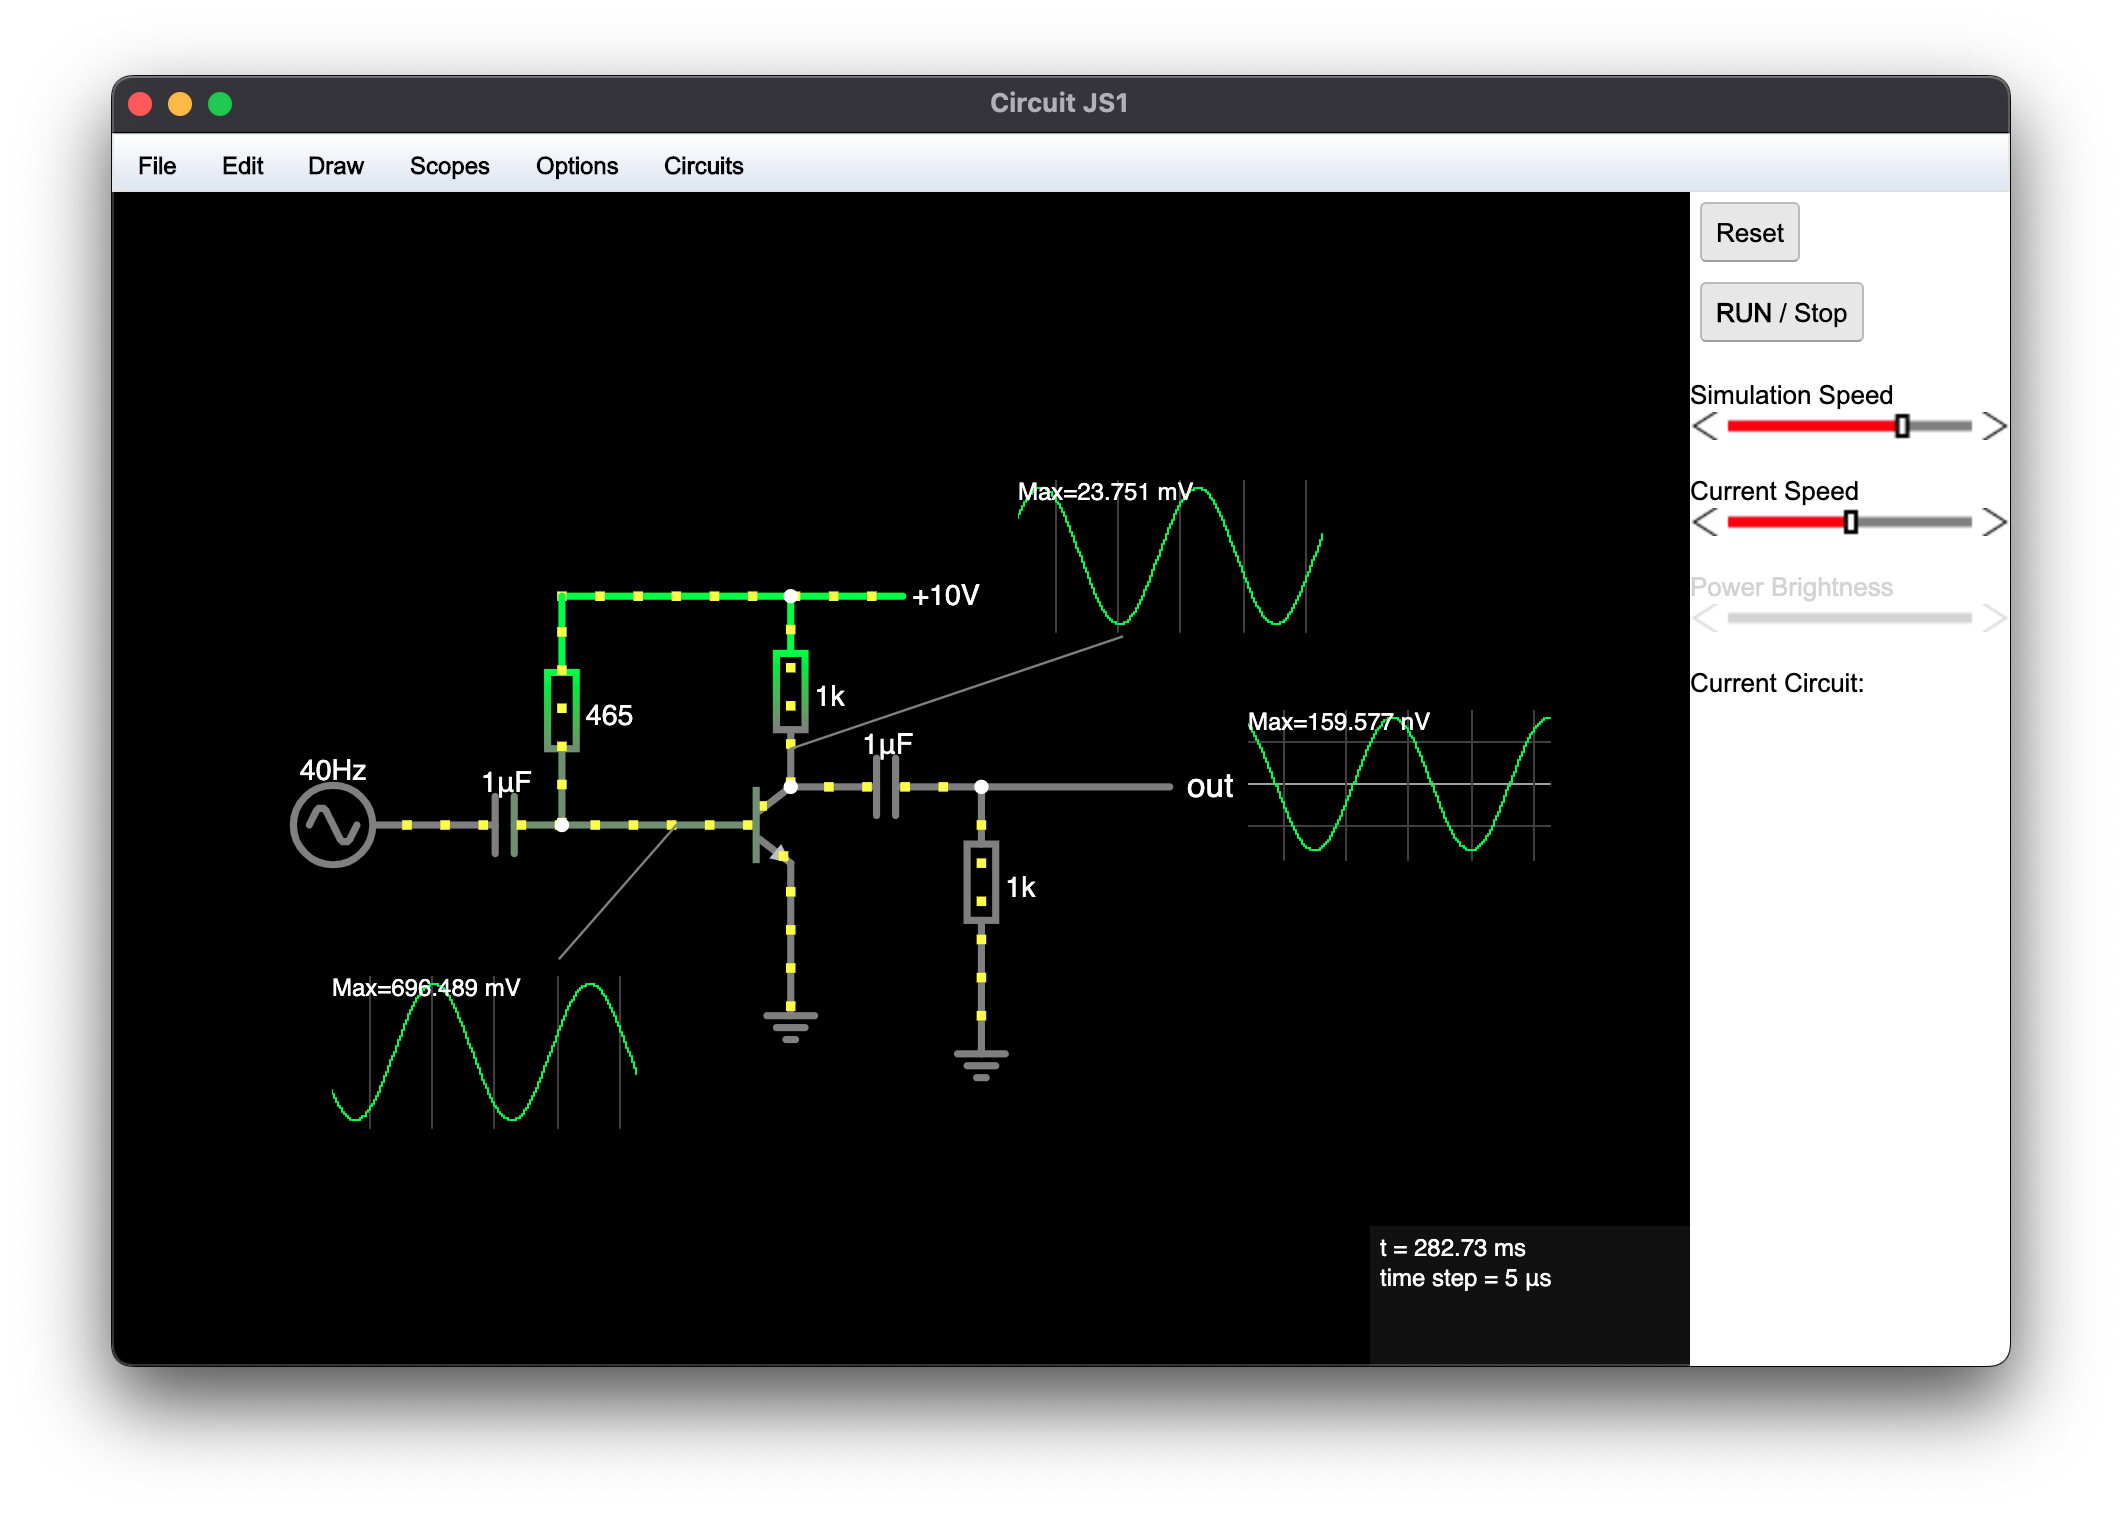 Circuit JS1
File Edit Draw Scopes Options Circuits
Reset
RUN / Stop
Simulation Speed
Current Speed
Power Brightness
Current Circuit:
Max=23.751 mV
+10V
1k
465
Max=159.577 nV
1µF
40Hz
1µF
out
1k
Max=696.489 mV
t = 282.73 ms
time step = 5 µs